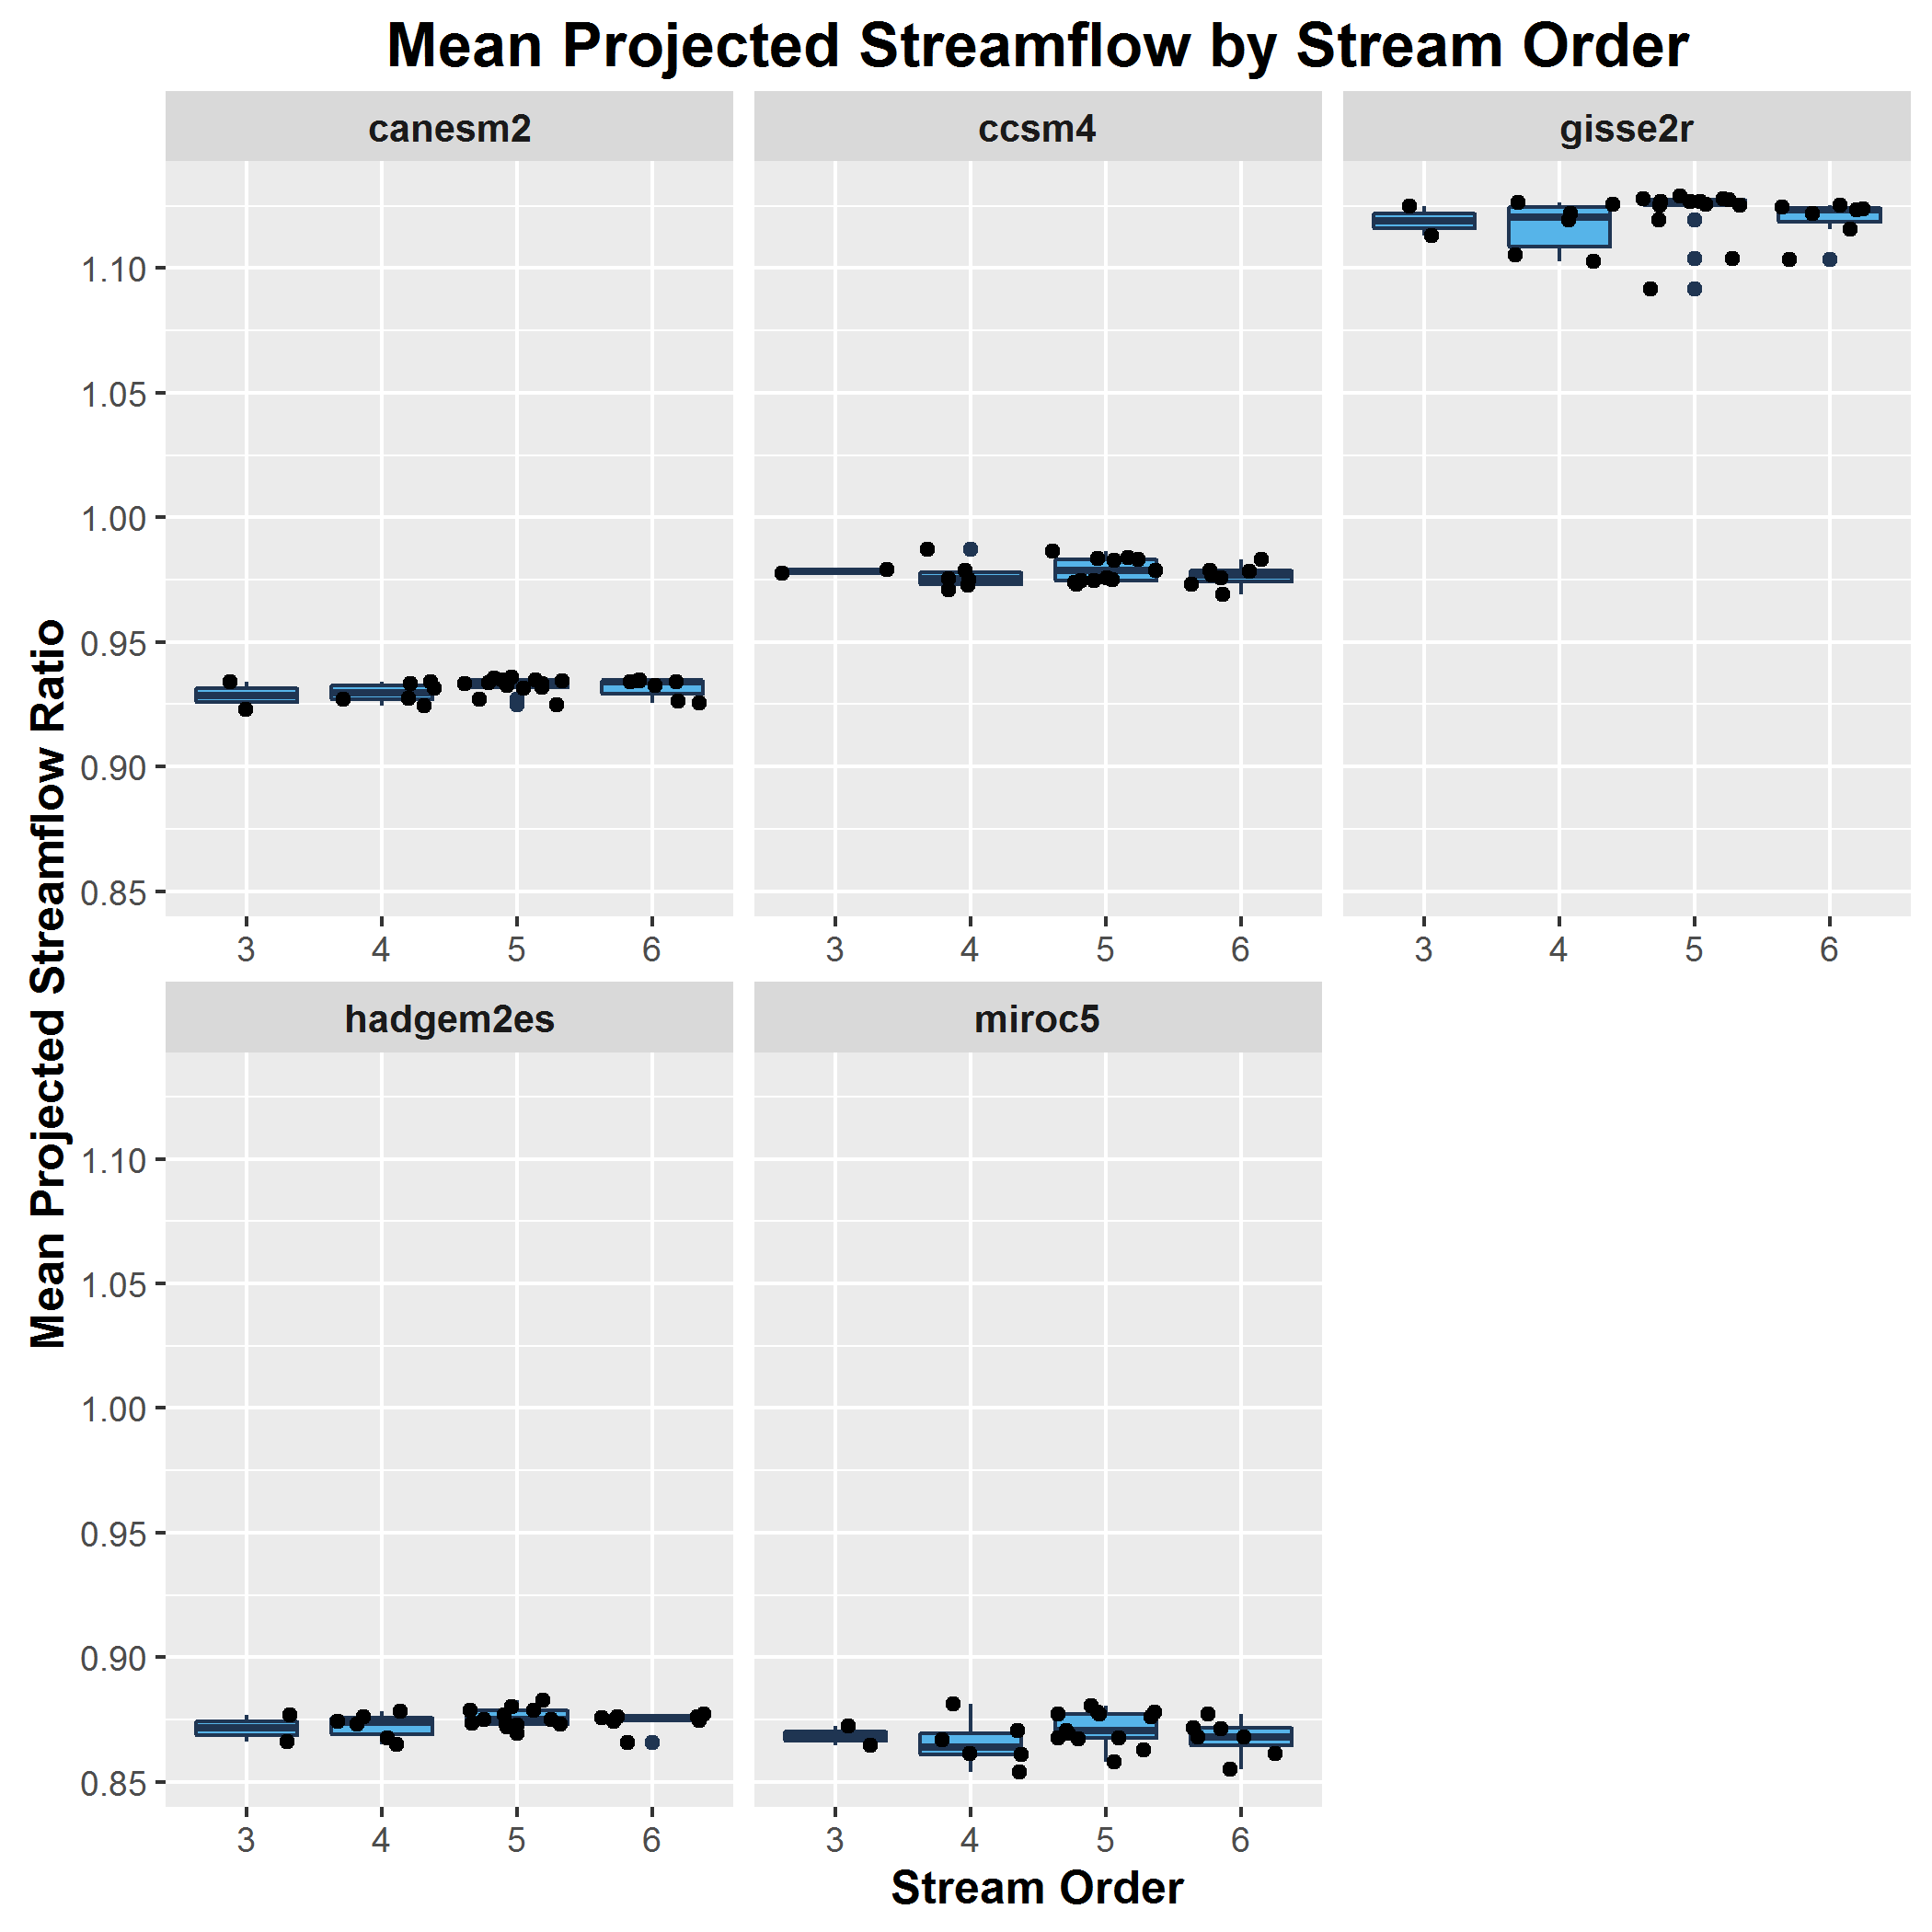 Mean Projected Streamflow by Stream Order
canesm2
ccsm4
gisse2r
Mean Projected Streamflow Ratio
1.10
1.05
1.00
0.95
0.90
0.85
3 4 5 6
3 4 5 6
3 4 5 6
hadgem2es
miroc5
1.10
1.05
1.00
0.95
0.90
0.85
3 4 5 6
3 4 5 6
Stream Order